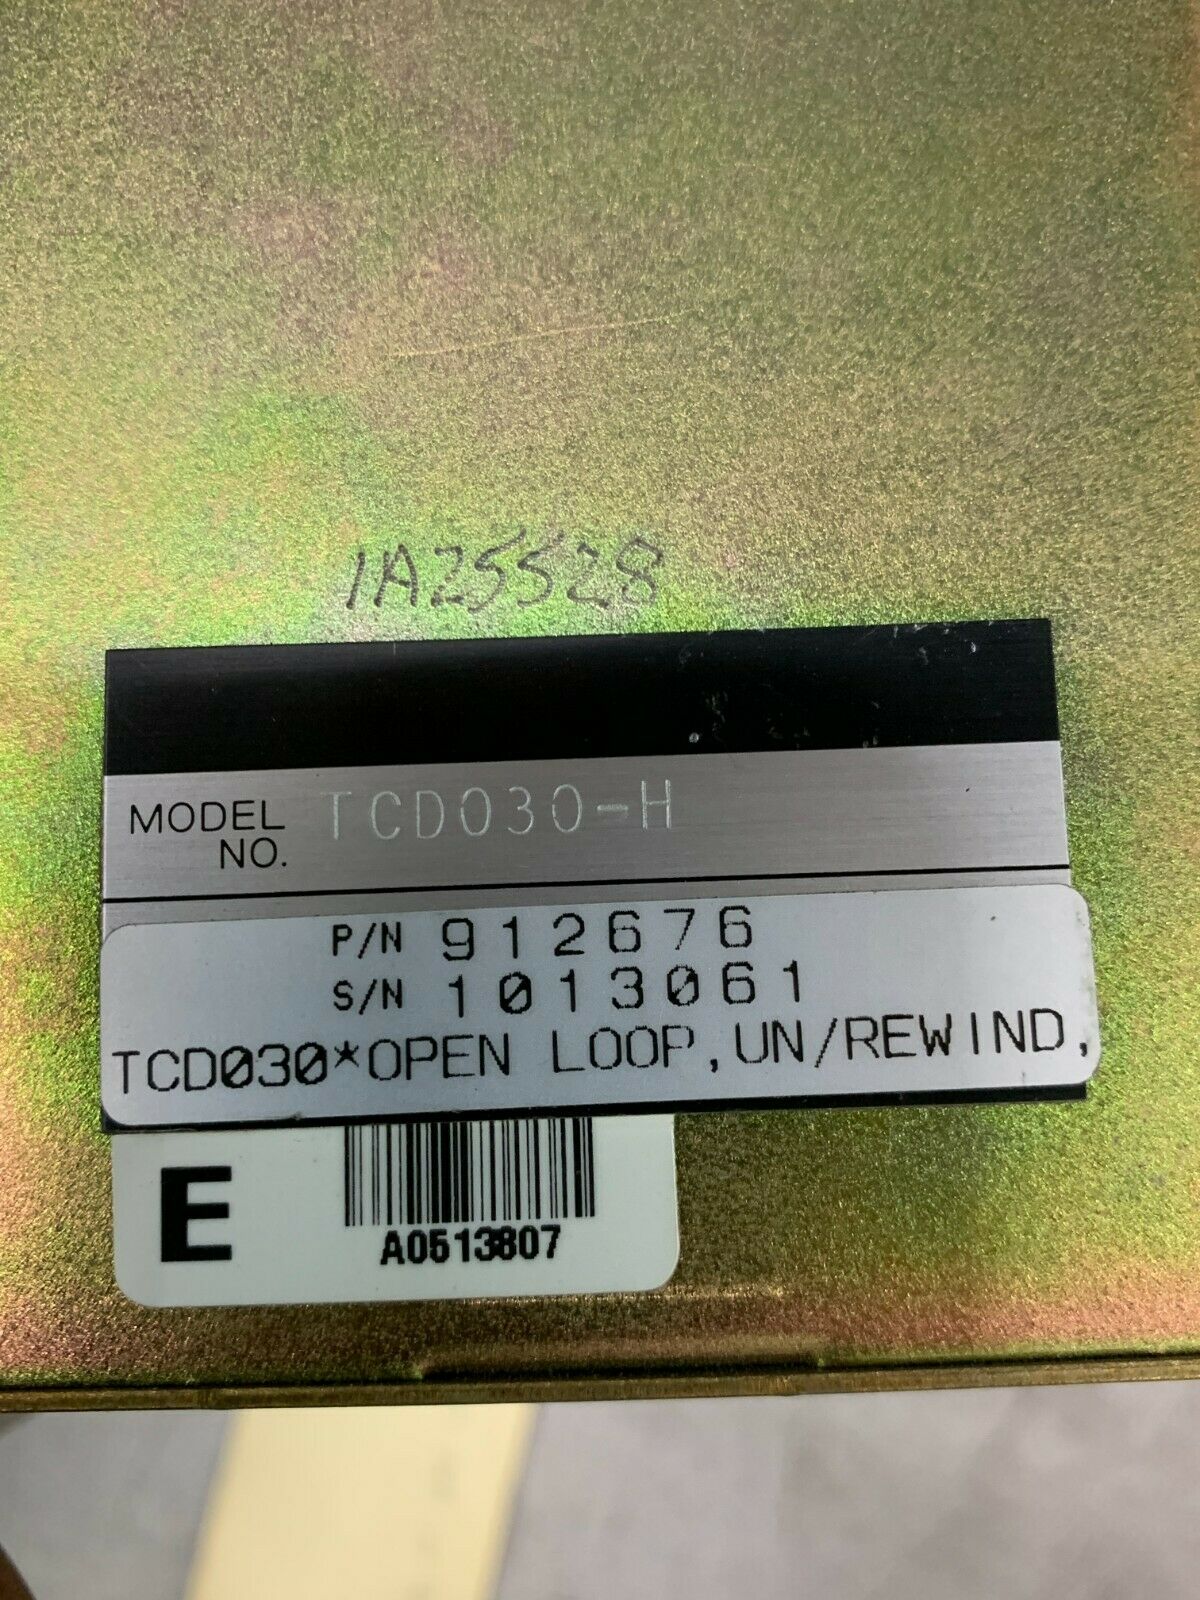 1A25528
MODEL NO. TCD030-H
P/N 912676
S/N 1013061
TCD030*OPEN LOOP, UN/REWIND,
E
A0513807